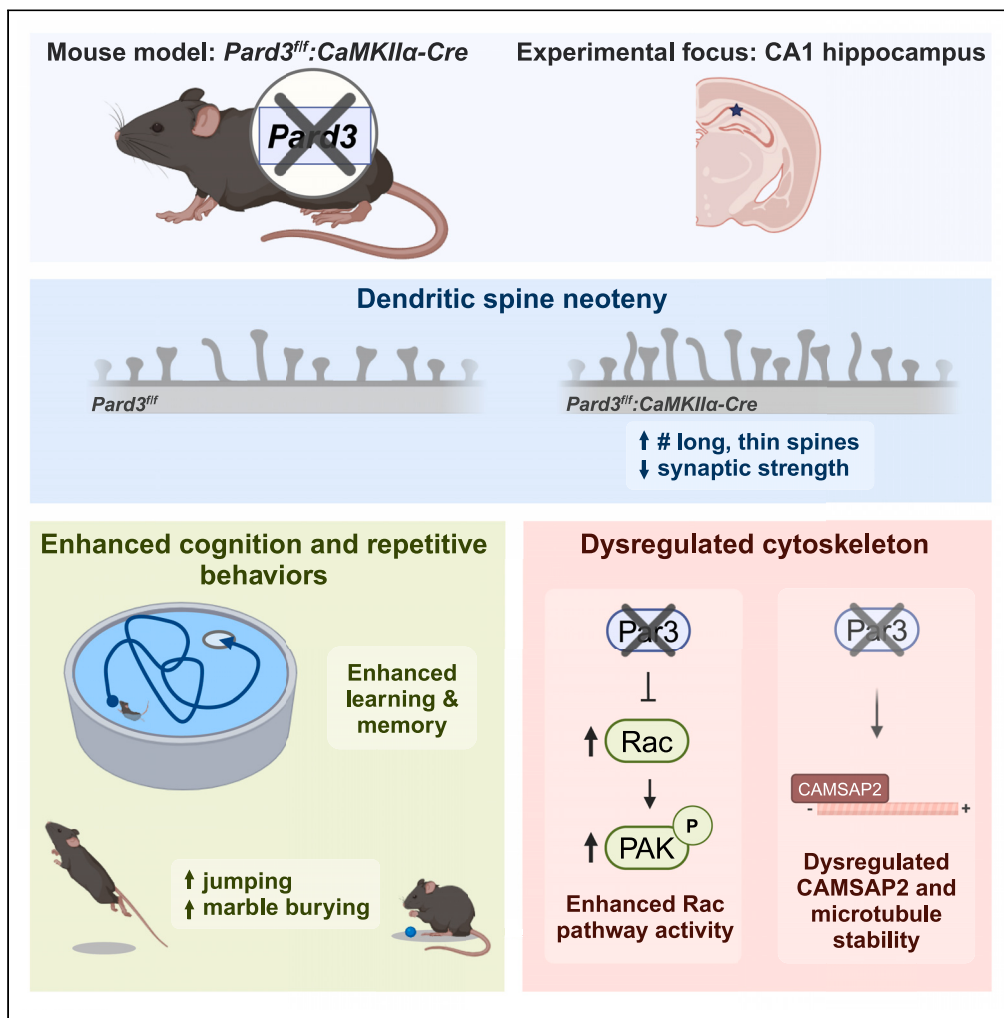 Mouse model: Pard3f/f:CaMKIIα-Cre
Experimental focus: CA1 hippocampus
Pard3
Dendritic spine neoteny
Pard3f/f
Pard3f/f:CaMKIIα-Cre
↑ # long, thin spines
↓ synaptic strength
Enhanced cognition and repetitive
behaviors
Enhanced
learning &
memory
↑ jumping
↑ marble burying
Dysregulated cytoskeleton
Par3
↑ Rac
P
↑ PAK
Enhanced Rac
pathway activity
Par3
CAMSAP2
- +
Dysregulated
CAMSAP2 and
microtubule
stability